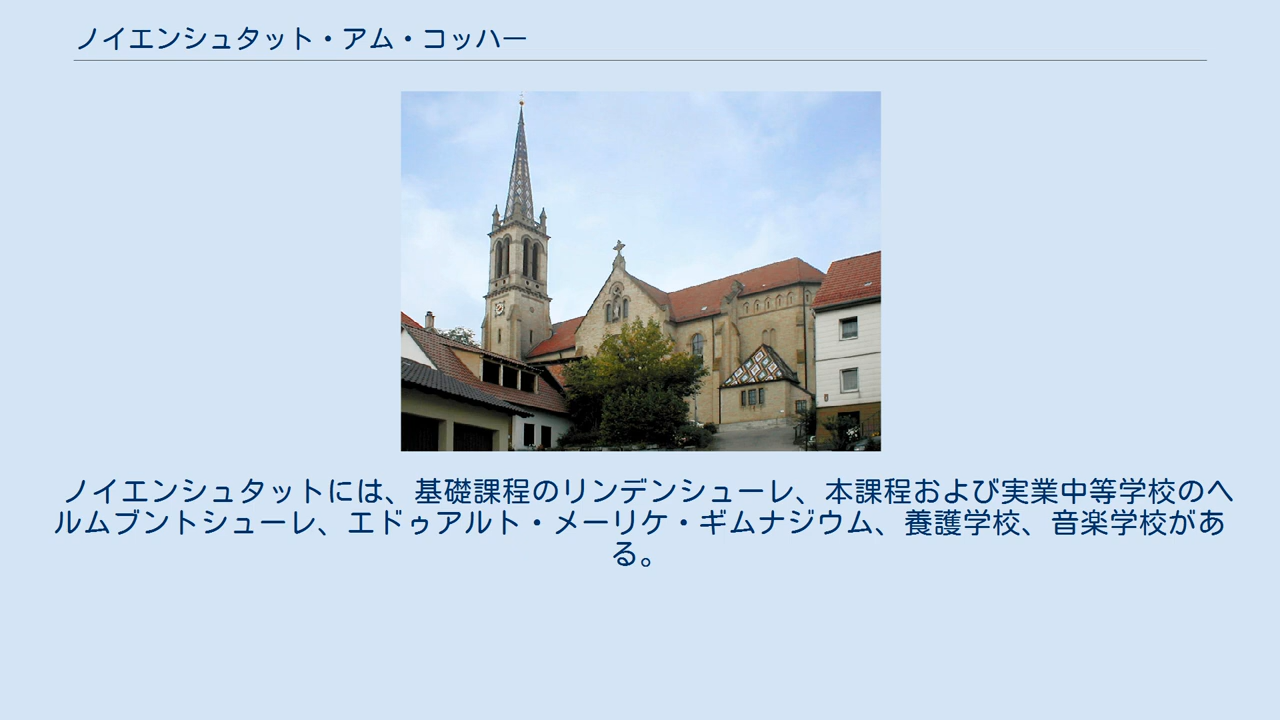 ノイエンシュタット・アム・コッハー
ノイエンシュタットには、基礎課程のリンデンシューレ、本課程および実業中等学校のヘ
ルムブントシューレ、エドゥアルト・メーリケ・ギムナジウム、養護学校、音楽学校があ
る。